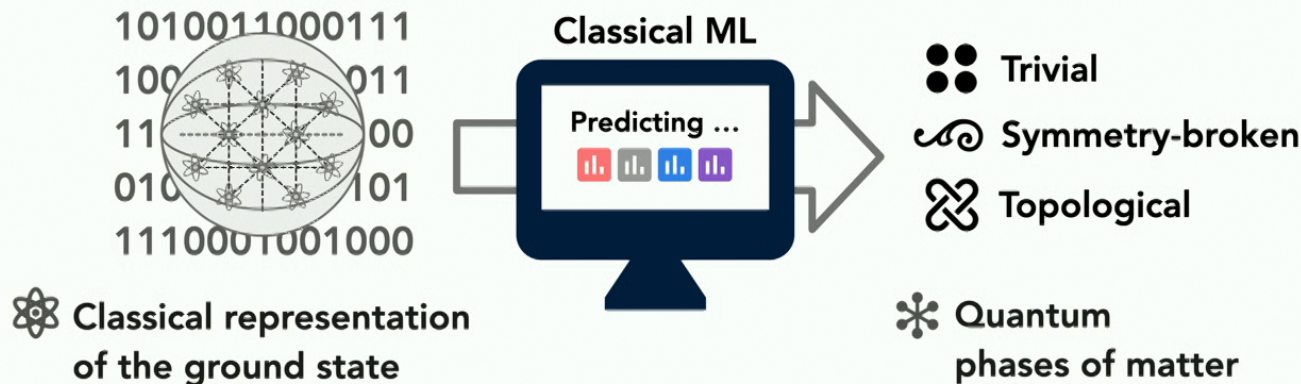 1010011000111
100 011
11 00
010 101
1110001001000
Classical representation
of the ground state
Classical ML
Predicting ...
Trivial
Symmetry-broken
Topological
Quantum
phases of matter